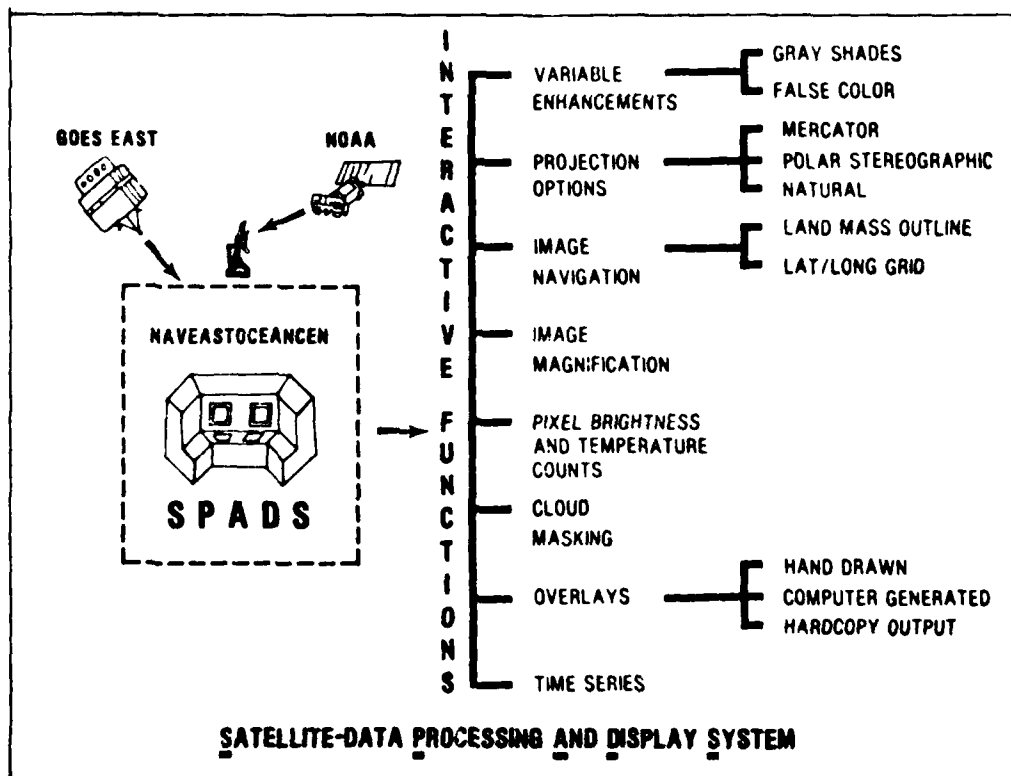 GOES EAST
NOAA
NAVEASTOCEANCEN
SPADS
INTERACTIVE FUNCTIONS
VARIABLE
ENHANCEMENTS
GRAY SHADES
FALSE COLOR
PROJECTION
OPTIONS
MERCATOR
POLAR STEREOGRAPHIC
NATURAL
IMAGE
NAVIGATION
LAND MASS OUTLINE
LAT/LONG GRID
IMAGE
MAGNIFICATION
PIXEL BRIGHTNESS
AND TEMPERATURE
COUNTS
CLOUD
MASKING
OVERLAYS
HAND DRAWN
COMPUTER GENERATED
HARDCOPY OUTPUT
TIME SERIES
SATELLITE-DATA PROCESSING AND DISPLAY SYSTEM